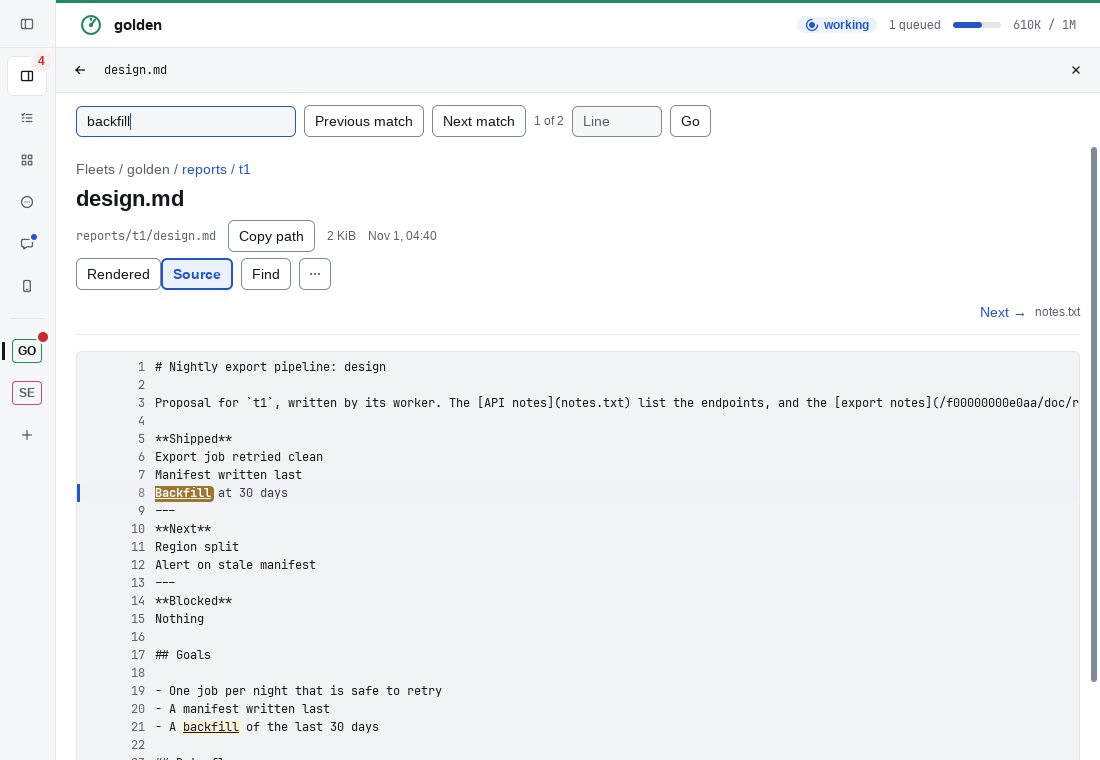 golden
working
1 queued
610K / 1M
4
design.md
backfill
Previous match
Next match
1 of 2
Line
Go
Fleets / golden / reports / t1
design.md
reports/t1/design.md
Copy path
2 KiB
Nov 1, 04:40
Rendered
Source
Find
Next → notes.txt
GO
SE
1 # Nightly export pipeline: design
2
3 Proposal for `t1`, written by its worker. The [API notes](notes.txt) list the endpoints, and the [export notes](/f00000000e0aa/doc/r
4
5 **Shipped**
6 Export job retried clean
7 Manifest written last
8 Backfill at 30 days
9 ---
10 **Next**
11 Region split
12 Alert on stale manifest
13 ---
14 **Blocked**
15 Nothing
16
17 ## Goals
18
19 - One job per night that is safe to retry
20 - A manifest written last
21 - A backfill of the last 30 days
22